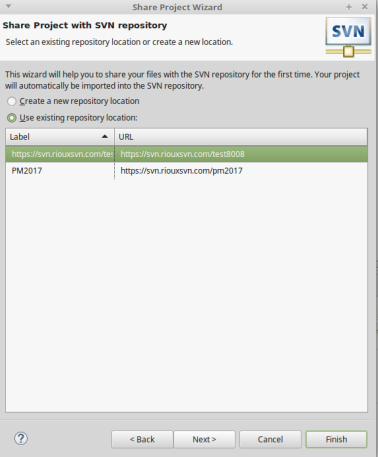 Share Project Wizard
Share Project with SVN repository
Select an existing repository location or create a new location.
SVN
This wizard will help you to share your files with the SVN repository for the first time. Your project
will automatically be imported into the SVN repository.
Create a new repository location
Use existing repository location:
Label URL
https://svn.riouxsvn.com/tes https://svn.riouxsvn.com/test8008
PM2017 https://svn.riouxsvn.com/pm2017
? < Back Next > Cancel Finish